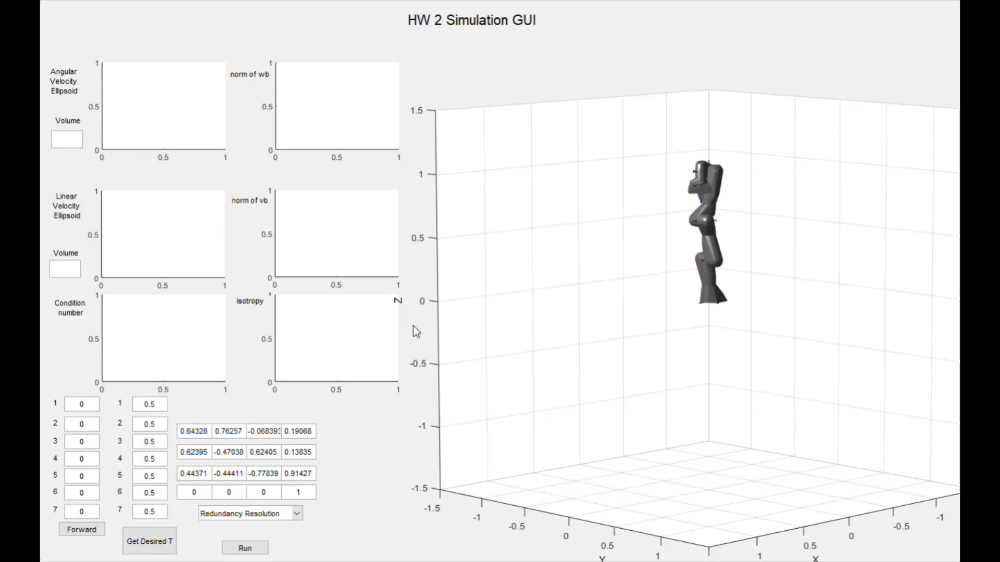 HW 2 Simulation GUI
Angular
Velocity
Ellipsoid
Volume
1
0.5
0
0 0.5 1
norm of wb
1
0.5
0
0 0.5 1
Linear
Velocity
Ellipsoid
Volume
1
0.5
0
0 0.5 1
norm of vb
1
0.5
0
0 0.5 1
Condition
number
1
0.5
0
0 0.5 1
Isotropy
1
0.5
0
0 0.5 1
1 0 1 0.5
2 0 2 0.5
3 0 3 0.5
4 0 4 0.5
5 0 5 0.5
6 0 6 0.5
7 0 7 0.5
0.64328 0.76257 -0.068393 0.19068
0.62395 -0.47038 0.62405 0.13835
0.44371 -0.44411 -0.77839 0.91427
0 0 0 1
Redundancy Resolution
Forward
Get Desired T
Run
1.5
1
0.5
Z
0
-0.5
-1
-1.5
-1.5
-1
-0.5
0
0.5
1
Y
1
0.5
0
-0.5
-1
X